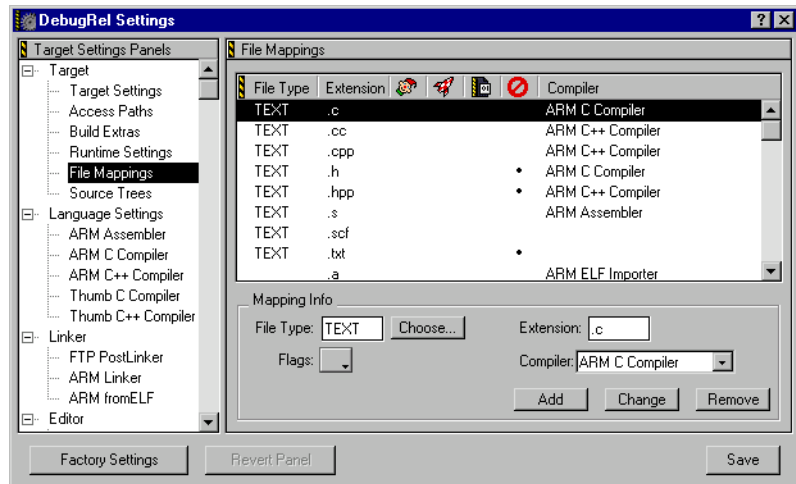 DebugRel Settings
Target Settings Panels
Target
Target Settings
Access Paths
Build Extras
Runtime Settings
File Mappings
Source Trees
Language Settings
ARM Assembler
ARM C Compiler
ARM C++ Compiler
Thumb C Compiler
Thumb C++ Compiler
Linker
FTP PostLinker
ARM Linker
ARM fromELF
Editor
File Mappings
File Type Extension Compiler
TEXT .c ARM C Compiler
TEXT .cc ARM C++ Compiler
TEXT .cpp ARM C++ Compiler
TEXT .h • ARM C Compiler
TEXT .hpp • ARM C++ Compiler
TEXT .s ARM Assembler
TEXT .scf
TEXT .txt •
.a ARM ELF Importer
Mapping Info
File Type: TEXT Choose... Extension: .c
Flags: Compiler: ARM C Compiler
Add Change Remove
Factory Settings Revert Panel Save